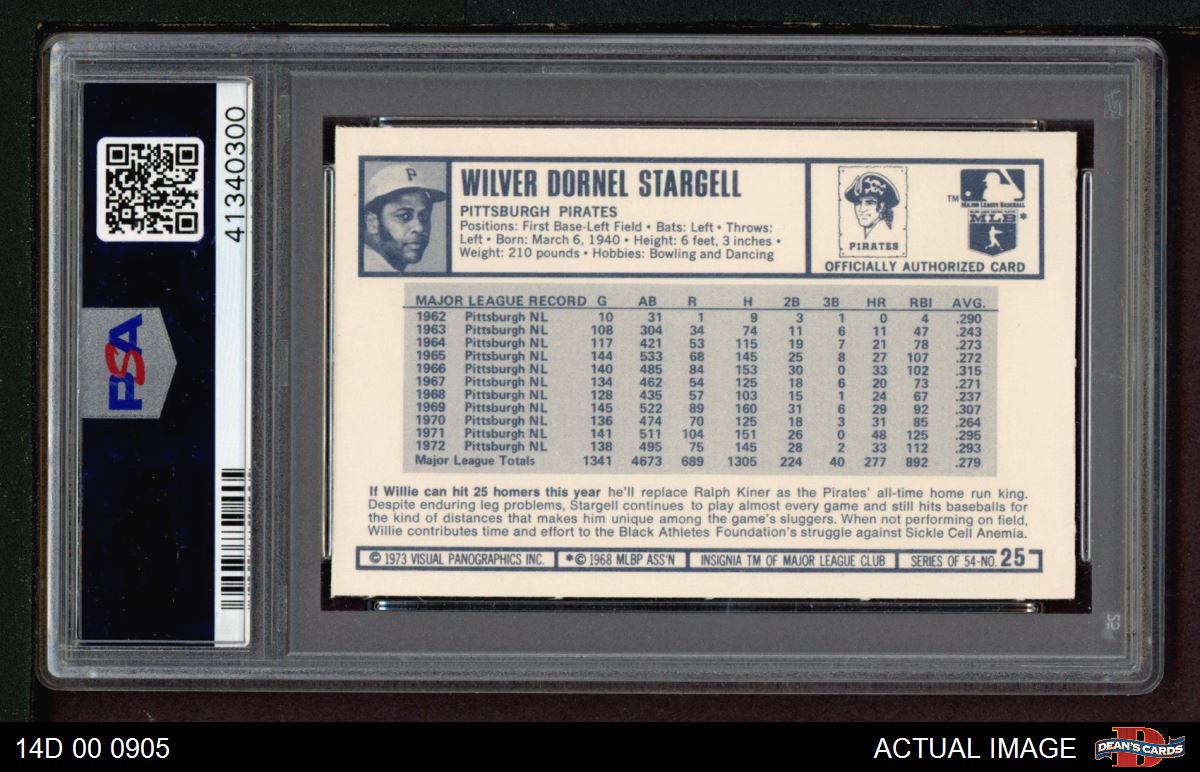 41340300
PSA
P
WILVER DORNEL STARGELL
PITTSBURGH PIRATES
Positions: First Base-Left Field • Bats: Left • Throws:
Left • Born: March 6, 1940 • Height: 6 feet, 3 inches •
Weight: 210 pounds • Hobbies: Bowling and Dancing
PIRATES
TM
MAJOR LEAGUE BASEBALL
MLB *
OFFICIALLY AUTHORIZED CARD
MAJOR LEAGUE RECORD G AB R H 2B 3B HR RBI AVG.
1962 Pittsburgh NL 10 31 1 9 3 1 0 4 .290
1963 Pittsburgh NL 108 304 34 74 11 6 11 47 .243
1964 Pittsburgh NL 117 421 53 115 19 7 21 78 .273
1965 Pittsburgh NL 144 533 68 145 25 8 27 107 .272
1966 Pittsburgh NL 140 485 84 153 30 0 33 102 .315
1967 Pittsburgh NL 134 462 54 125 18 6 20 73 .271
1968 Pittsburgh NL 128 435 57 103 15 1 24 67 .237
1969 Pittsburgh NL 145 522 89 160 31 6 29 92 .307
1970 Pittsburgh NL 136 474 70 125 18 3 31 85 .264
1971 Pittsburgh NL 141 511 104 151 26 0 48 125 .295
1972 Pittsburgh NL 138 495 75 145 28 2 33 112 .293
Major League Totals 1341 4673 689 1305 224 40 277 892 .279
If Willie can hit 25 homers this year he'll replace Ralph Kiner as the Pirates' all-time home run king.
Despite enduring leg problems, Stargell continues to play almost every game and still hits baseballs for
the kind of distances that makes him unique among the game's sluggers. When not performing on field,
Willie contributes time and effort to the Black Athletes Foundation's struggle against Sickle Cell Anemia.
© 1973 VISUAL PANOGRAPHICS INC. *© 1968 MLBP ASS'N INSIGNIA TM OF MAJOR LEAGUE CLUB SERIES OF 54-NO. 25
14D 00 0905
ACTUAL IMAGE
DEAN'S CARDS